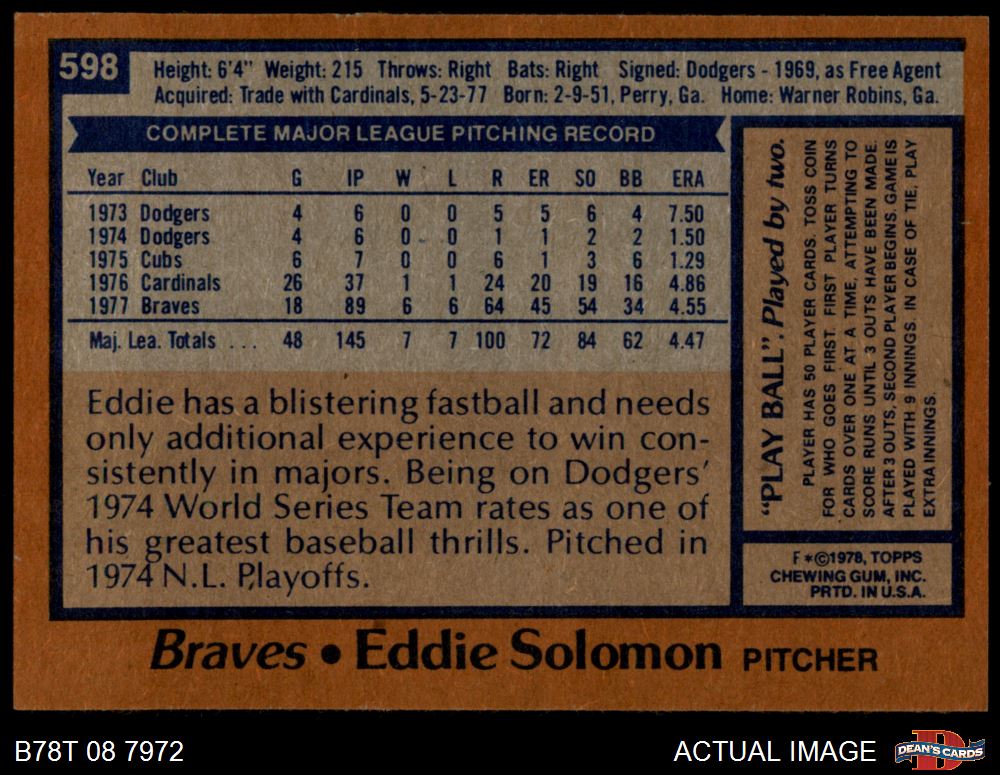 598
Height: 6'4" Weight: 215 Throws: Right Bats: Right Signed: Dodgers - 1969, as Free Agent
Acquired: Trade with Cardinals, 5-23-77 Born: 2-9-51, Perry, Ga. Home: Warner Robins, Ga.
COMPLETE MAJOR LEAGUE PITCHING RECORD
Year Club G IP W L R ER SO BB ERA
1973 Dodgers 4 6 0 0 5 5 6 4 7.50
1974 Dodgers 4 6 0 0 1 1 2 2 1.50
1975 Cubs 6 7 0 0 6 1 3 6 1.29
1976 Cardinals 26 37 1 1 24 20 19 16 4.86
1977 Braves 18 89 6 6 64 45 54 34 4.55
Maj. Lea. Totals ... 48 145 7 7 100 72 84 62 4.47
Eddie has a blistering fastball and needs
only additional experience to win con-
sistently in majors. Being on Dodgers'
1974 World Series Team rates as one of
his greatest baseball thrills. Pitched in
1974 N.L. Playoffs.
"PLAY BALL". Played by two.
PLAYER HAS 50 PLAYER CARDS. TOSS COIN
FOR WHO GOES FIRST. FIRST PLAYER TURNS
CARDS OVER ONE AT A TIME, ATTEMPTING TO
SCORE RUNS UNTIL 3 OUTS HAVE BEEN MADE.
AFTER 3 OUTS, SECOND PLAYER BEGINS. GAME IS
PLAYED WITH 9 INNINGS. IN CASE OF TIE, PLAY
EXTRA INNINGS.
F*©1978, TOPPS
CHEWING GUM, INC.
PRTD. IN U.S.A.
Braves • Eddie Solomon PITCHER
B78T 08 7972
ACTUAL IMAGE
DEAN'S CARDS